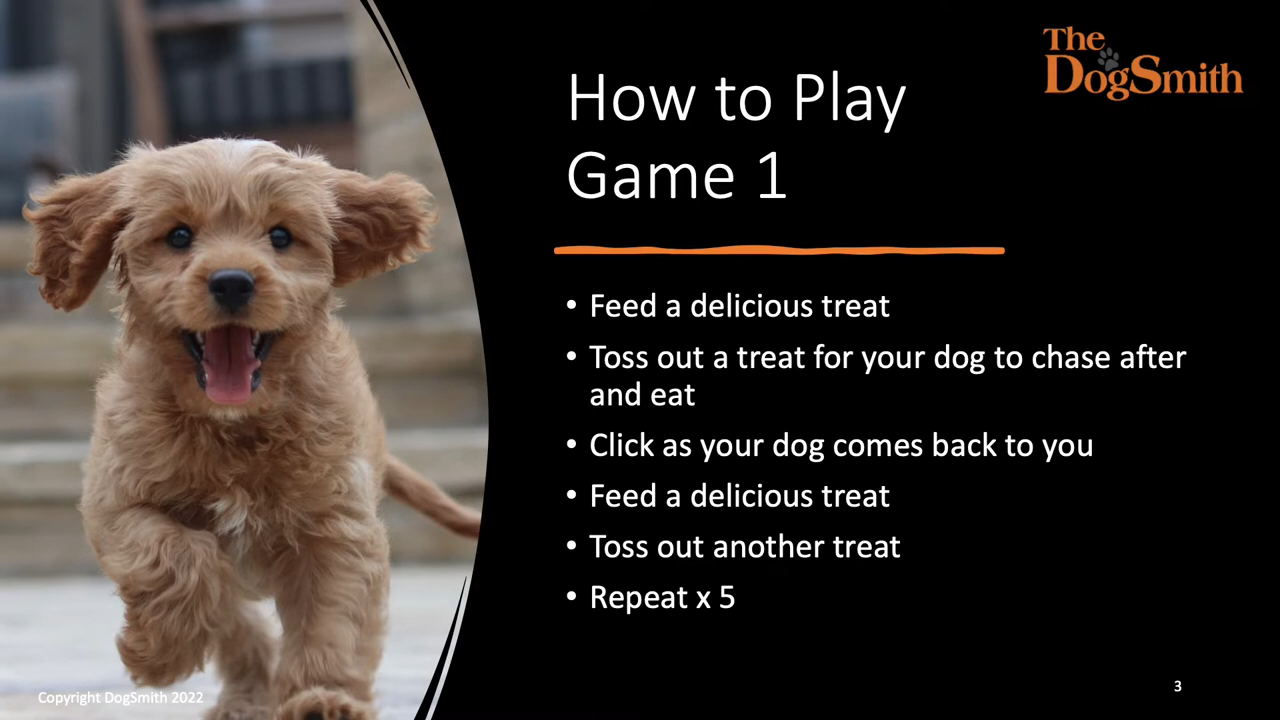 The
DogSmith
How to Play
Game 1
• Feed a delicious treat
• Toss out a treat for your dog to chase after
and eat
• Click as your dog comes back to you
• Feed a delicious treat
• Toss out another treat
• Repeat x 5
Copyright DogSmith 2022
3